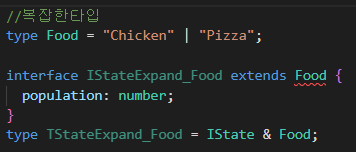 //복잡한타입
type Food = "Chicken" | "Pizza";
interface IStateExpand_Food extends Food {
  population: number;
}
type TStateExpand_Food = IState & Food;